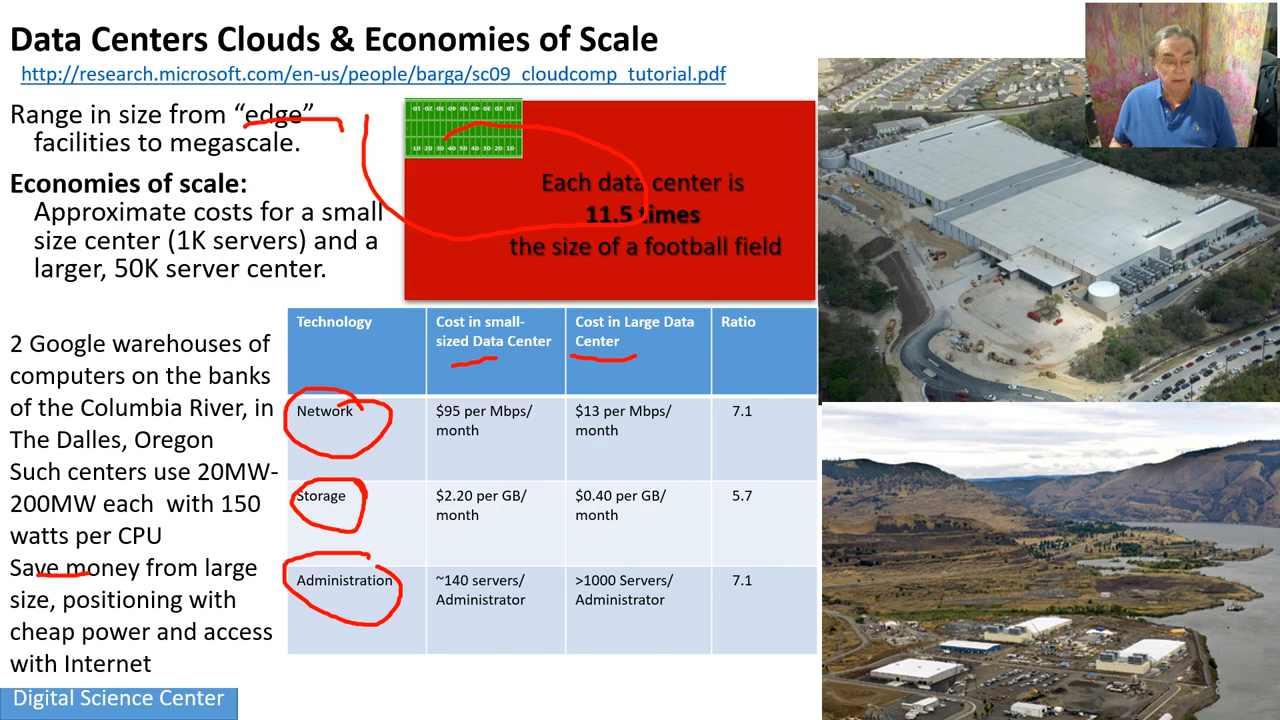 Data Centers Clouds & Economies of Scale
http://research.microsoft.com/en-us/people/barga/sc09_cloudcomp_tutorial.pdf
Range in size from “edge”
facilities to megascale.
Economies of scale:
Approximate costs for a small
size center (1K servers) and a
larger, 50K server center.
Each data center is
11.5 times
the size of a football field
2 Google warehouses of
computers on the banks
of the Columbia River, in
The Dalles, Oregon
Such centers use 20MW-
200MW each with 150
watts per CPU
Save money from large
size, positioning with
cheap power and access
with Internet
Technology
Cost in small-
sized Data Center
Cost in Large Data
Center
Ratio
Network
$95 per Mbps/
month
$13 per Mbps/
month
7.1
Storage
$2.20 per GB/
month
$0.40 per GB/
month
5.7
Administration
~140 servers/
Administrator
>1000 Servers/
Administrator
7.1
Digital Science Center